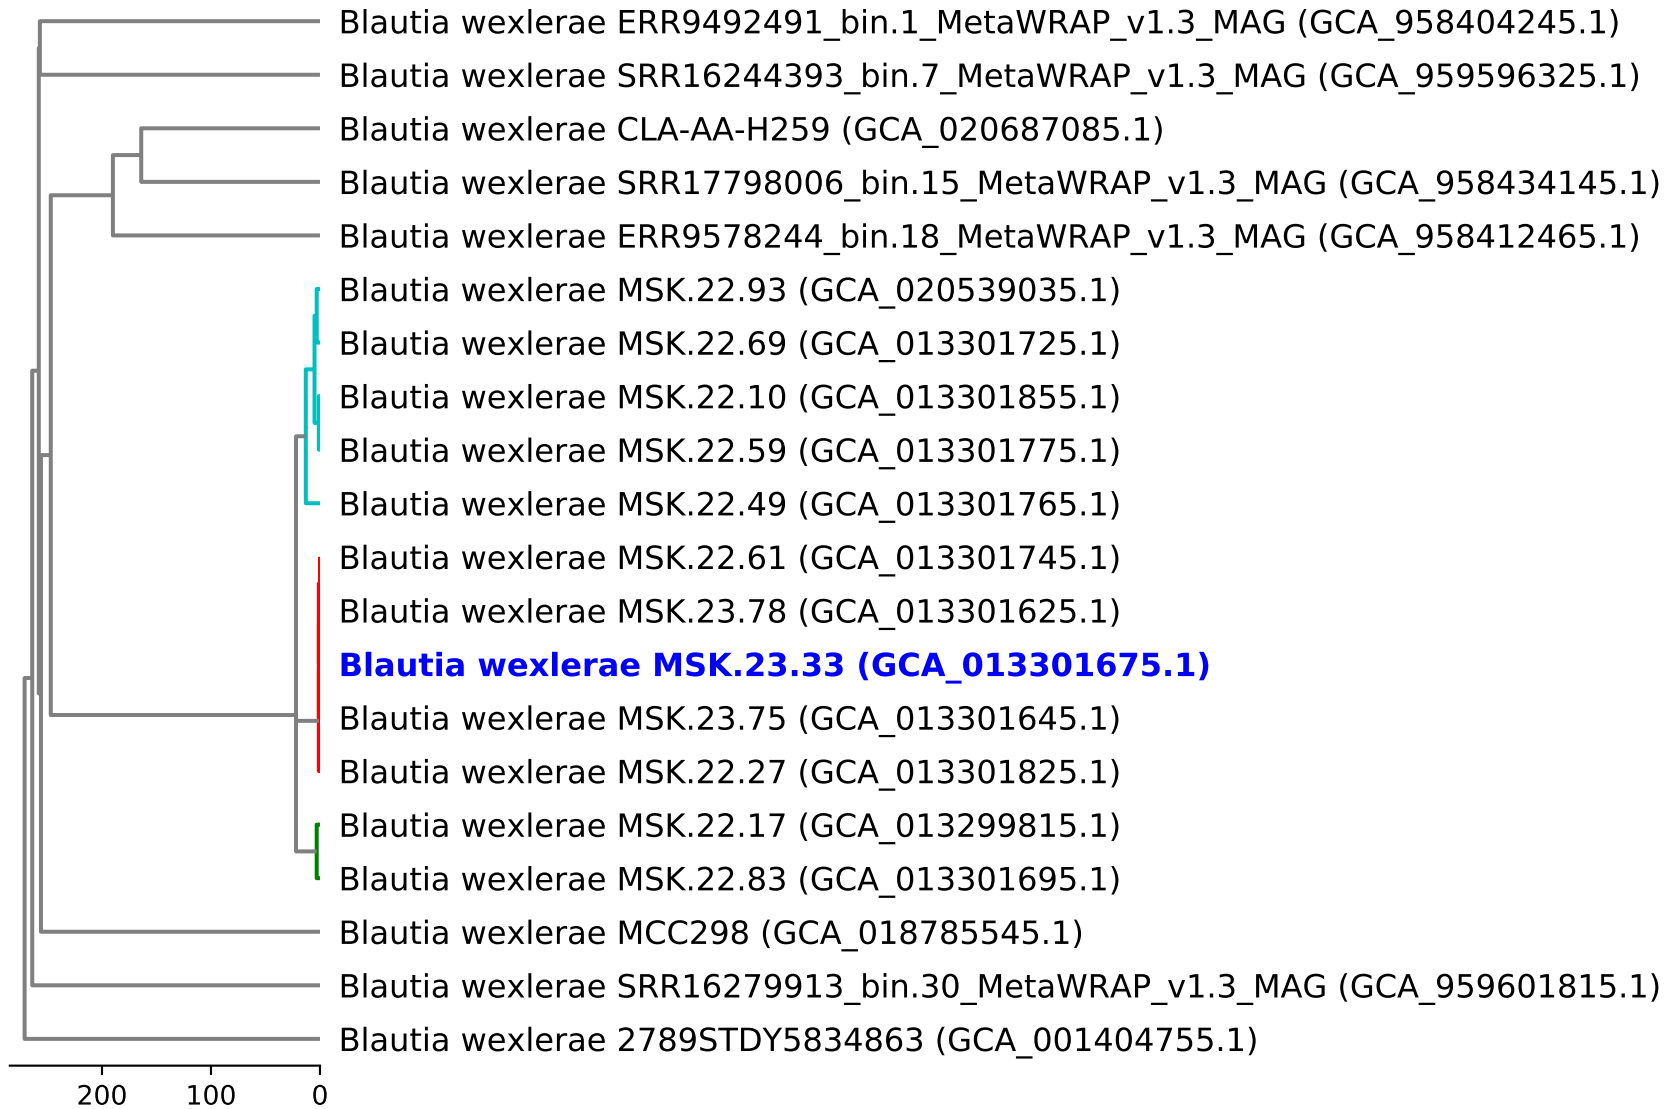 Blautia wexlerae ERR9492491_bin.1_MetaWRAP_v1.3_MAG (GCA_958404245.1)
Blautia wexlerae SRR16244393_bin.7_MetaWRAP_v1.3_MAG (GCA_959596325.1)
Blautia wexlerae CLA-AA-H259 (GCA_020687085.1)
Blautia wexlerae SRR17798006_bin.15_MetaWRAP_v1.3_MAG (GCA_958434145.1)
Blautia wexlerae ERR9578244_bin.18_MetaWRAP_v1.3_MAG (GCA_958412465.1)
Blautia wexlerae MSK.22.93 (GCA_020539035.1)
Blautia wexlerae MSK.22.69 (GCA_013301725.1)
Blautia wexlerae MSK.22.10 (GCA_013301855.1)
Blautia wexlerae MSK.22.59 (GCA_013301775.1)
Blautia wexlerae MSK.22.49 (GCA_013301765.1)
Blautia wexlerae MSK.22.61 (GCA_013301745.1)
Blautia wexlerae MSK.23.78 (GCA_013301625.1)
Blautia wexlerae MSK.23.33 (GCA_013301675.1)
Blautia wexlerae MSK.23.75 (GCA_013301645.1)
Blautia wexlerae MSK.22.27 (GCA_013301825.1)
Blautia wexlerae MSK.22.17 (GCA_013299815.1)
Blautia wexlerae MSK.22.83 (GCA_013301695.1)
Blautia wexlerae MCC298 (GCA_018785545.1)
Blautia wexlerae SRR16279913_bin.30_MetaWRAP_v1.3_MAG (GCA_959601815.1)
Blautia wexlerae 2789STDY5834863 (GCA_001404755.1)
200 100 0